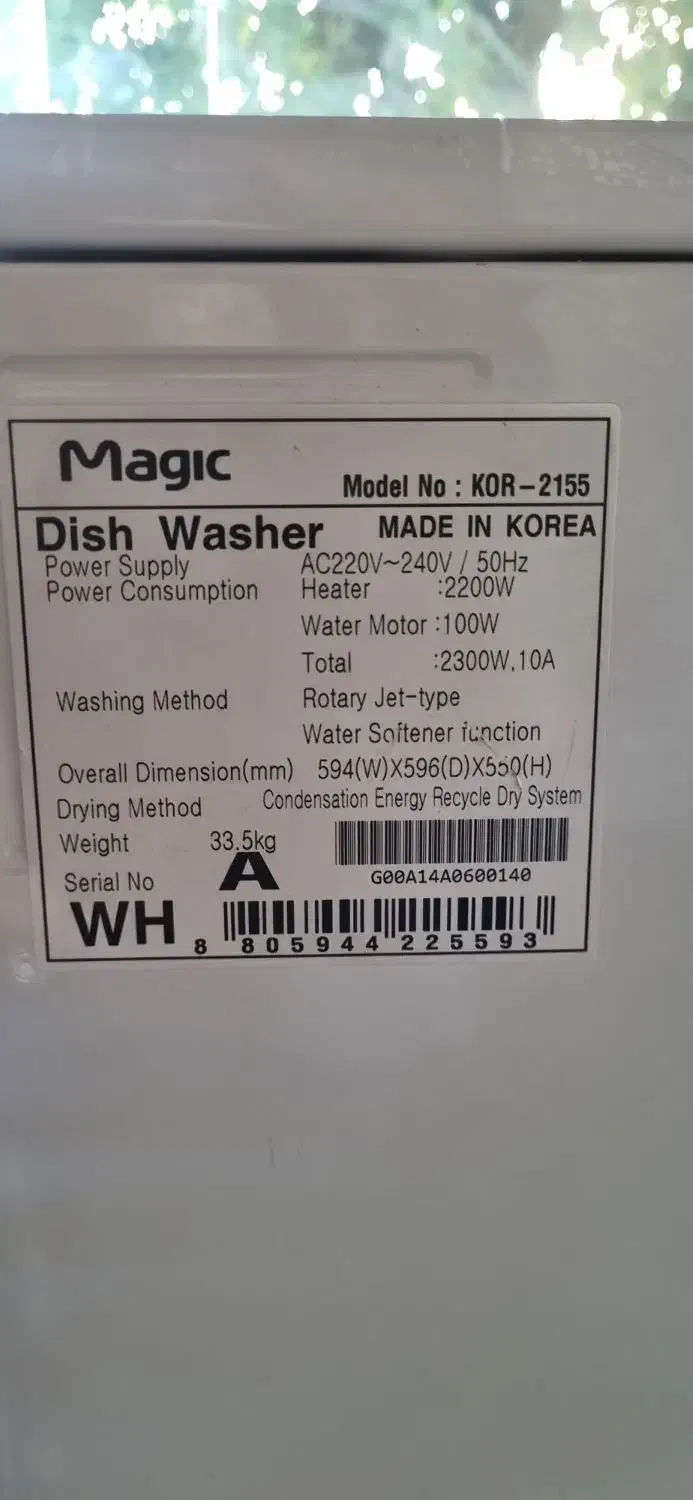 Magic
Model No : KOR-2155
Dish Washer MADE IN KOREA
Power Supply AC220V~240V / 50Hz
Power Consumption Heater :2200W
Water Motor :100W
Total :2300W,10A
Washing Method Rotary Jet-type
Water Softener function
Overall Dimension(mm) 594(W)X596(D)X550(H)
Drying Method Condensation Energy Recycle Dry System
Weight 33.5kg
Serial No A G00A14A0600140
WH 8 805944 225593